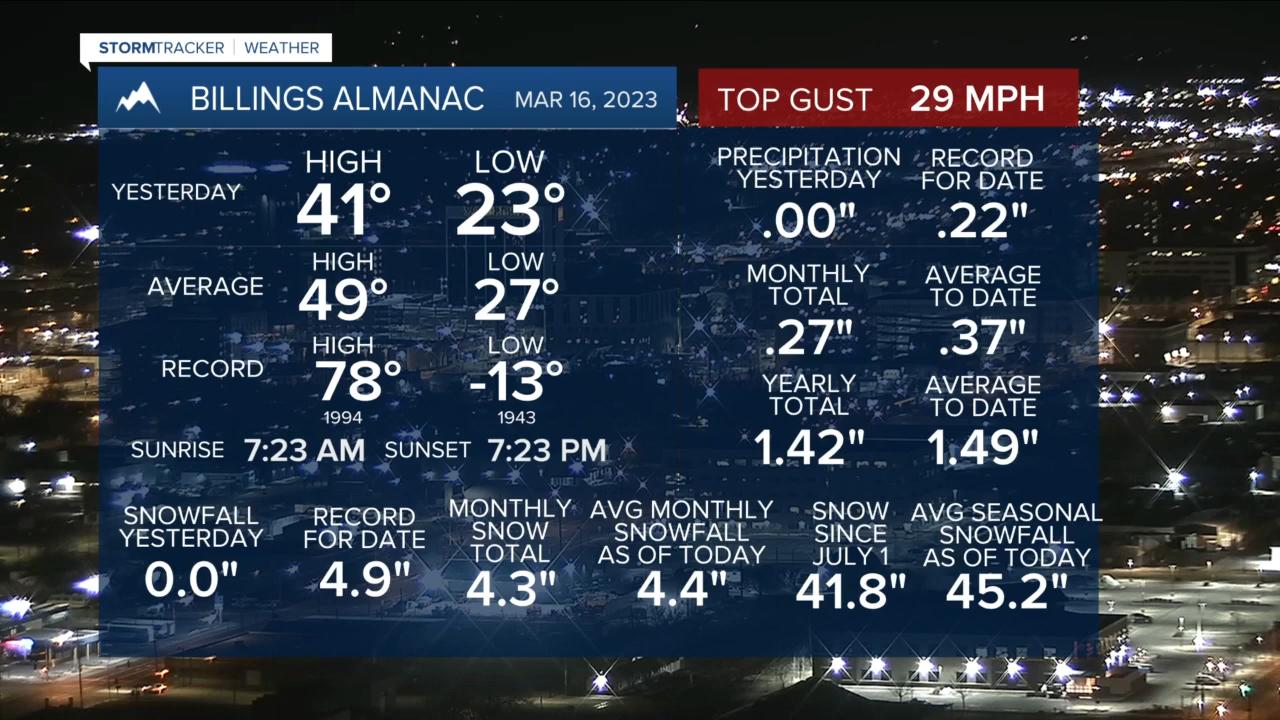 STORMTRACKER | WEATHER
BILLINGS ALMANAC MAR 16, 2023
TOP GUST 29 MPH
HIGH LOW
YESTERDAY 41° 23°
HIGH LOW
AVERAGE 49° 27°
HIGH LOW
RECORD 78° -13°
1994 1943
SUNRISE 7:23 AM SUNSET 7:23 PM
PRECIPITATION
YESTERDAY
.00"
RECORD
FOR DATE
.22"
MONTHLY
TOTAL
.27"
AVERAGE
TO DATE
.37"
YEARLY
TOTAL
1.42"
AVERAGE
TO DATE
1.49"
SNOWFALL
YESTERDAY
0.0"
RECORD
FOR DATE
4.9"
MONTHLY
SNOW
TOTAL
4.3"
AVG MONTHLY
SNOWFALL
AS OF TODAY
4.4"
SNOW
SINCE
JULY 1
41.8"
AVG SEASONAL
SNOWFALL
AS OF TODAY
45.2"